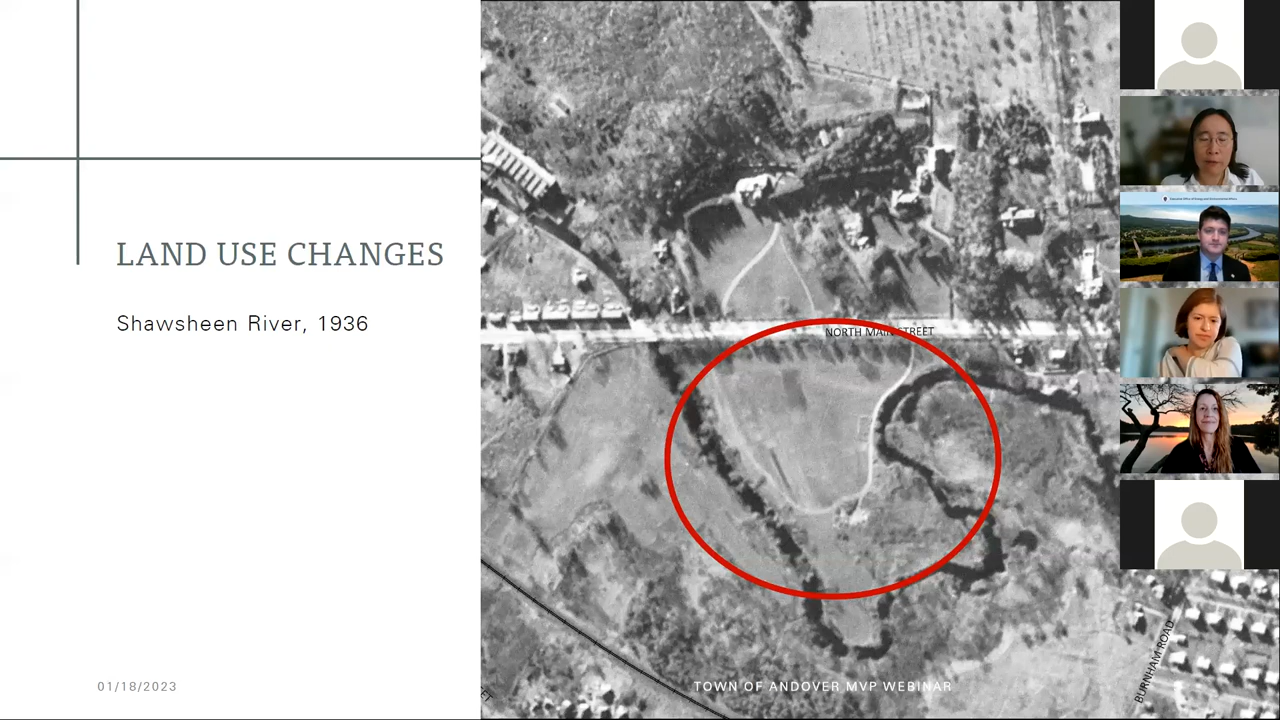 LAND USE CHANGES
Shawsheen River, 1936
NORTH MAIN STREET
BURNHAM ROAD
ET
01/18/2023
TOWN OF ANDOVER MVP WEBINAR